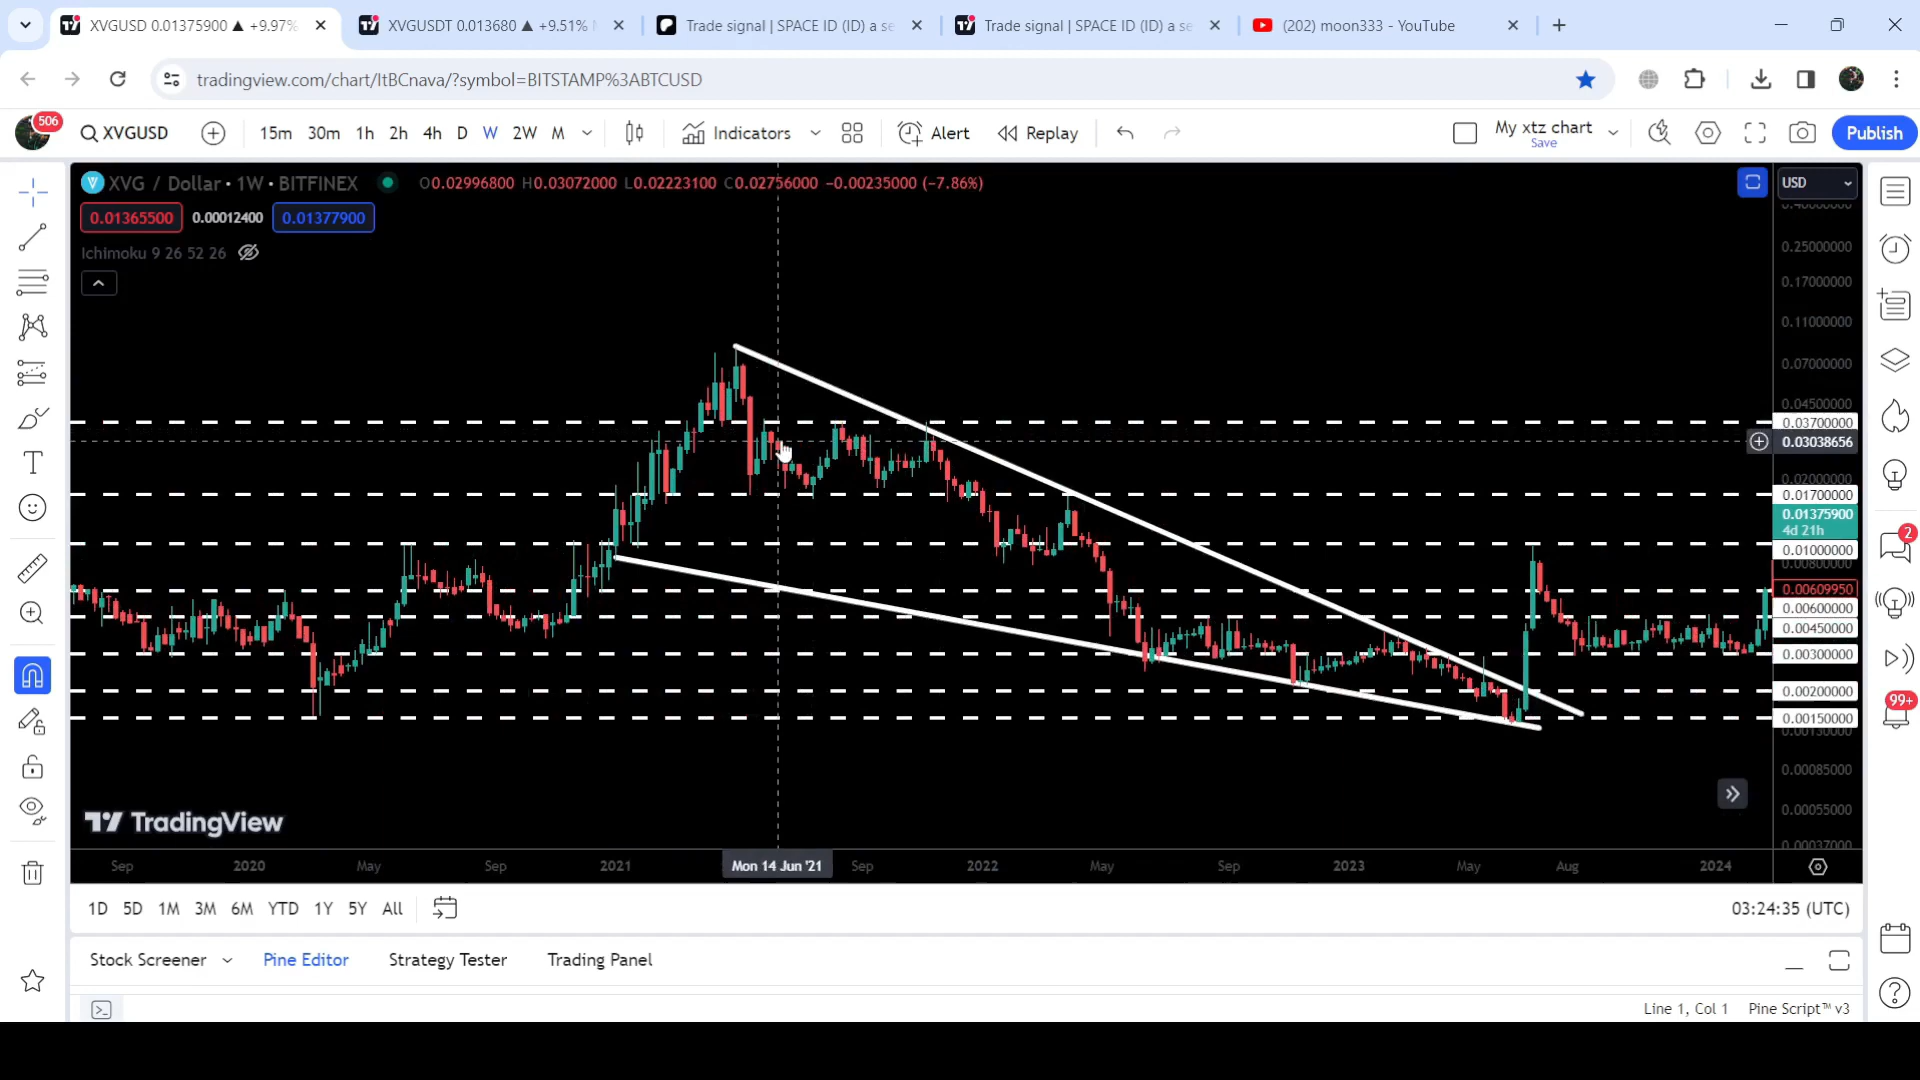 XVGUSD 0.01375900 ▲ +9.97%
XVGUSDT 0.013680 ▲ +9.51%
Trade signal | SPACE ID (ID) a se
Trade signal | SPACE ID (ID) a se
(202) moon333 - YouTube
tradingview.com/chart/ItBCnava/?symbol=BITSTAMP%3ABTCUSD
506
XVGUSD
15m 30m 1h 2h 4h D W 2W M
Indicators
Alert
Replay
My xtz chart
Save
Publish
XVG / Dollar • 1W • BITFINEX
O0.02996800 H0.03072000 L0.02223100 C0.02756000 −0.00235000 (−7.86%)
USD
0.01365500 0.00012400 0.01377900
Ichimoku 9 26 52 26
0.25000000
0.17000000
0.11000000
0.07000000
0.04500000
0.03700000
0.03038656
0.02000000
0.01700000
0.01375900
4d 21h
0.01000000
0.00800000
0.00609950
0.00600000
0.00450000
0.00300000
0.00200000
0.00150000
0.00130000
0.00085000
0.00055000
0.00037000
2
99+
TradingView
Sep 2020 May Sep 2021 Mon 14 Jun '21 Sep 2022 May Sep 2023 May Aug 2024
1D 5D 1M 3M 6M YTD 1Y 5Y All
03:24:35 (UTC)
Stock Screener Pine Editor Strategy Tester Trading Panel
Line 1, Col 1 Pine Script™ v3